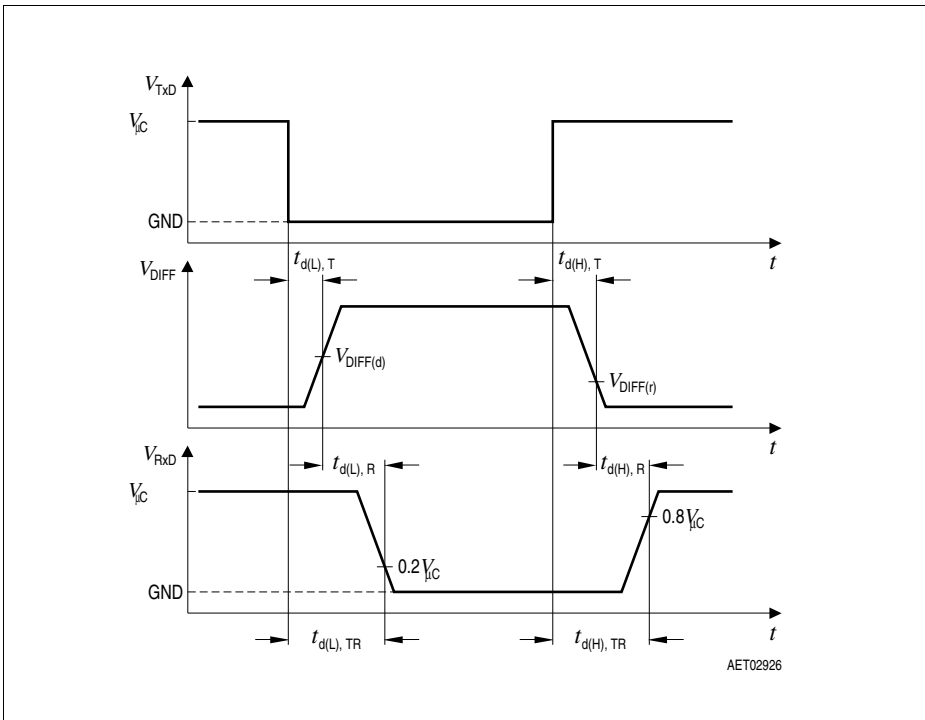 V_TxD
V_μC
GND
t_d(L), T
t_d(H), T
t
V_DIFF
V_DIFF(d)
V_DIFF(r)
t
V_RxD
t_d(L), R
t_d(H), R
V_μC
0.8V_μC
0.2V_μC
GND
t_d(L), TR
t_d(H), TR
t
AET02926